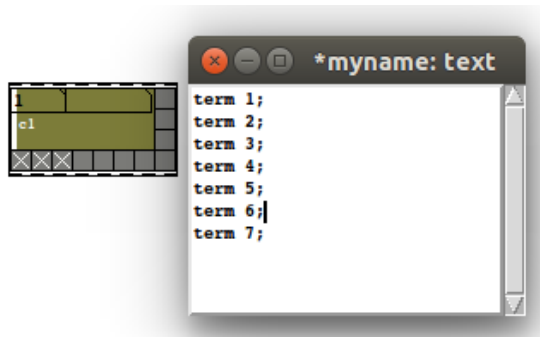 *myname: text
1
c1
term 1;
term 2;
term 3;
term 4;
term 5;
term 6;
term 7;